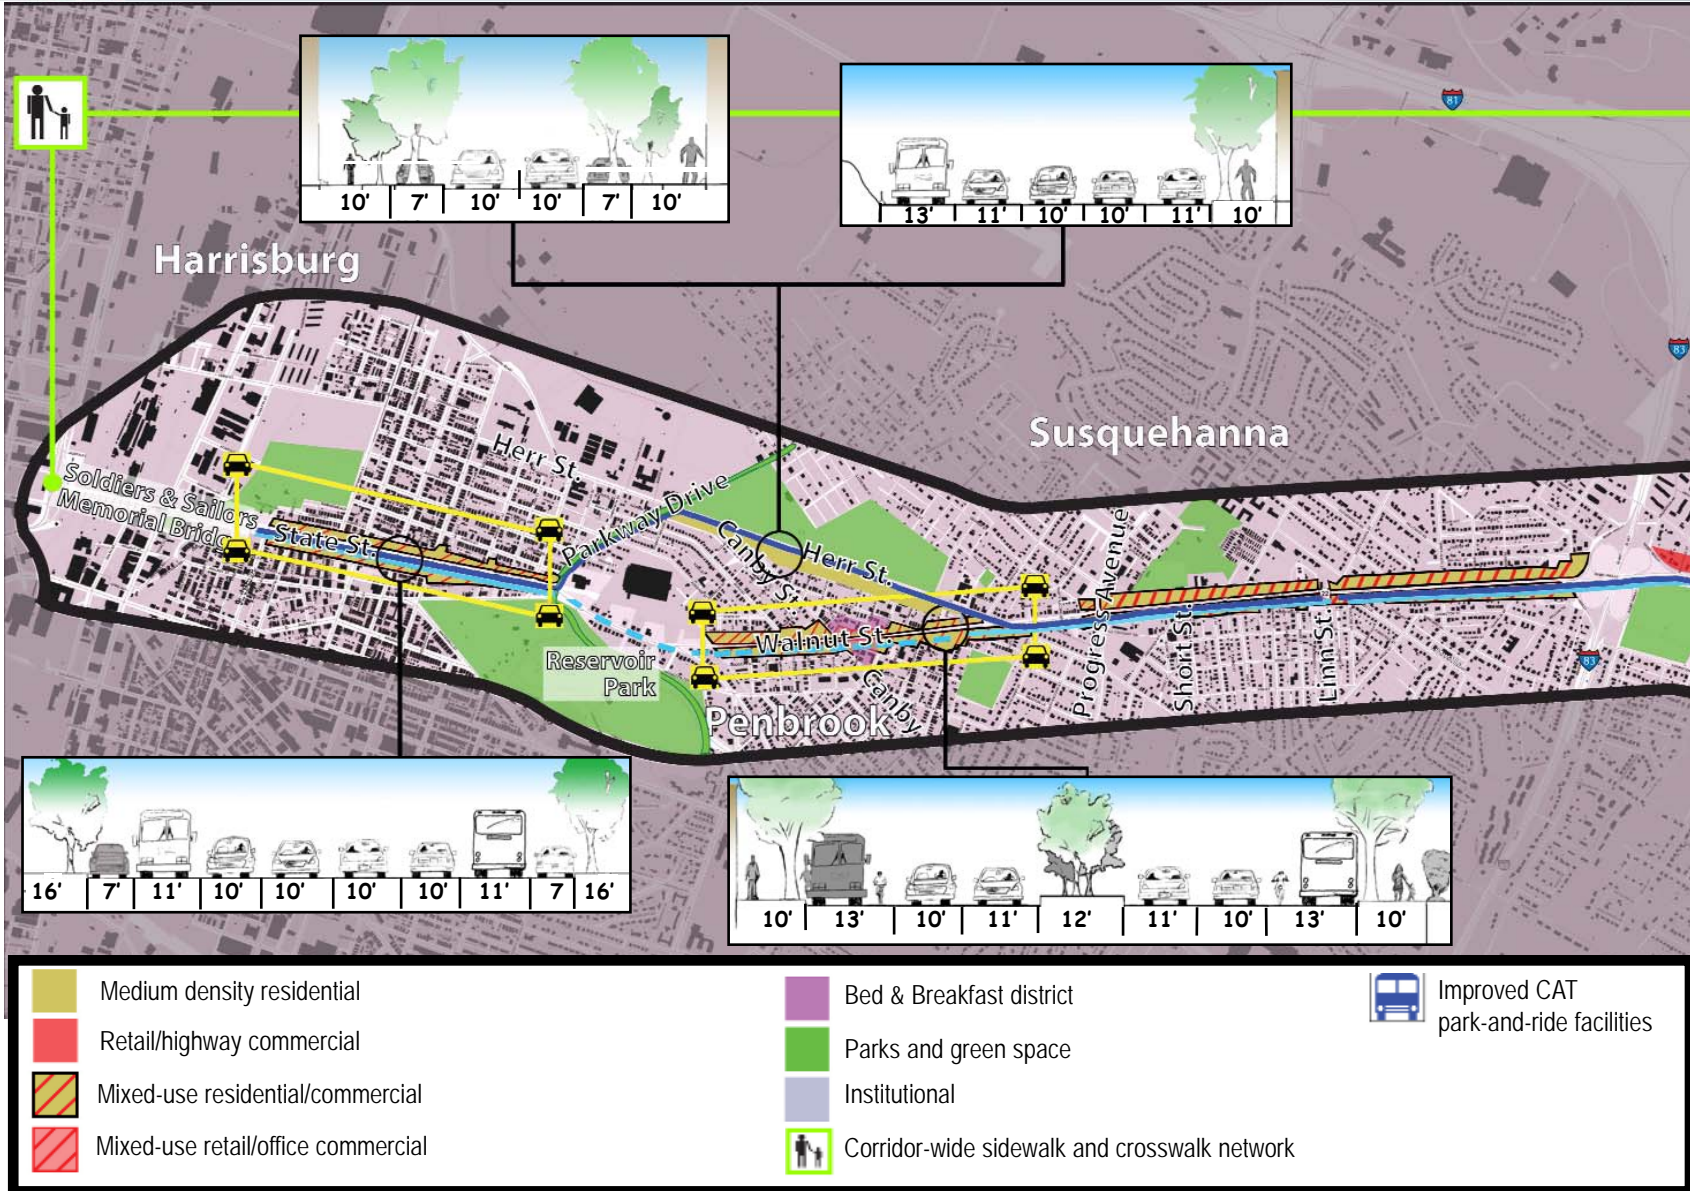 81
10' 7' 10' 10' 7' 10'
13' 11' 10' 10' 11' 10'
Harrisburg
83
Susquehanna
Herr St.
Soldiers & Sailors
Memorial Bridge
State St.
Parkway Drive
Canby St.
Herr St.
Progress Avenue
22
Walnut St.
Short St.
Linn St.
Reservoir
Park
Canby
83
Penbrook
16' 7' 11' 10' 10' 10' 10' 11' 7 16'
10' 13' 10' 11' 12' 11' 10' 13' 10'
Medium density residential
Retail/highway commercial
Mixed-use residential/commercial
Mixed-use retail/office commercial
Bed & Breakfast district
Parks and green space
Institutional
Corridor-wide sidewalk and crosswalk network
Improved CAT
park-and-ride facilities